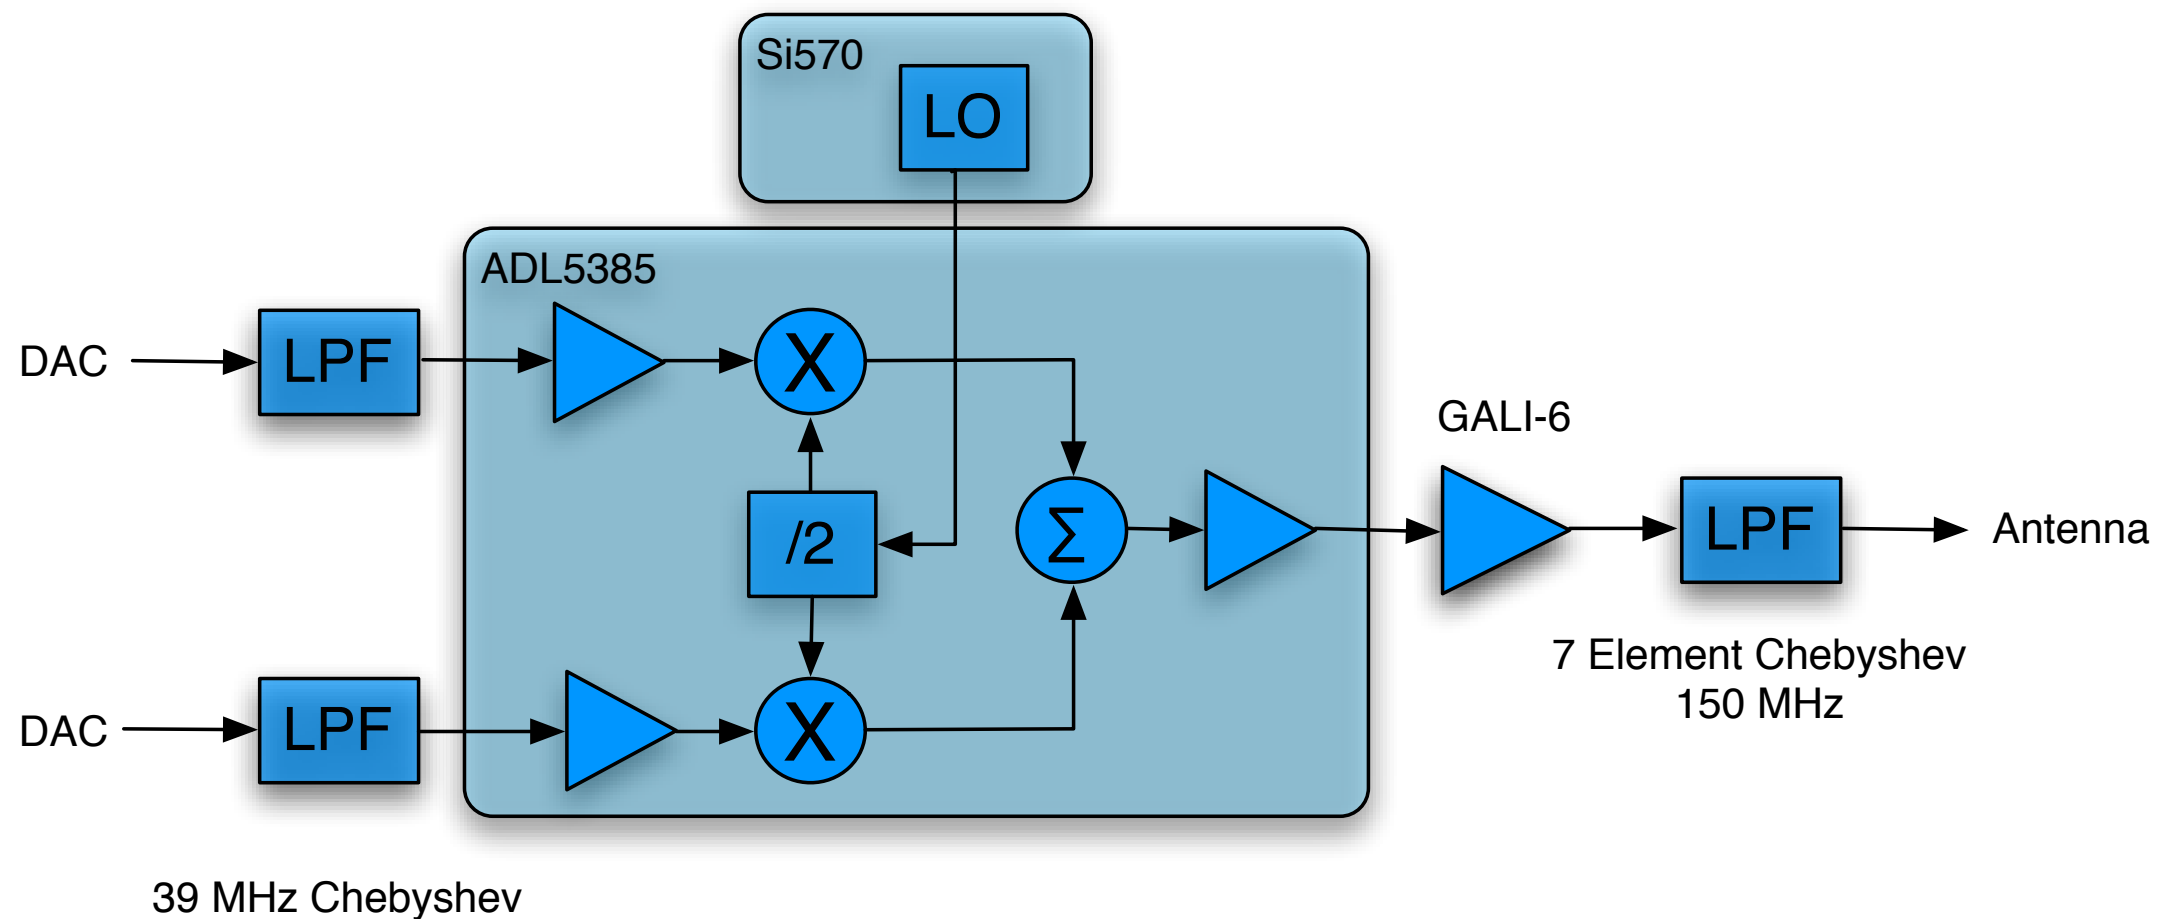 Si570
LO
ADL5385
DAC
LPF
X
GALI-6
/2
Σ
LPF
Antenna
7 Element Chebyshev
150 MHz
DAC
LPF
X
39 MHz Chebyshev